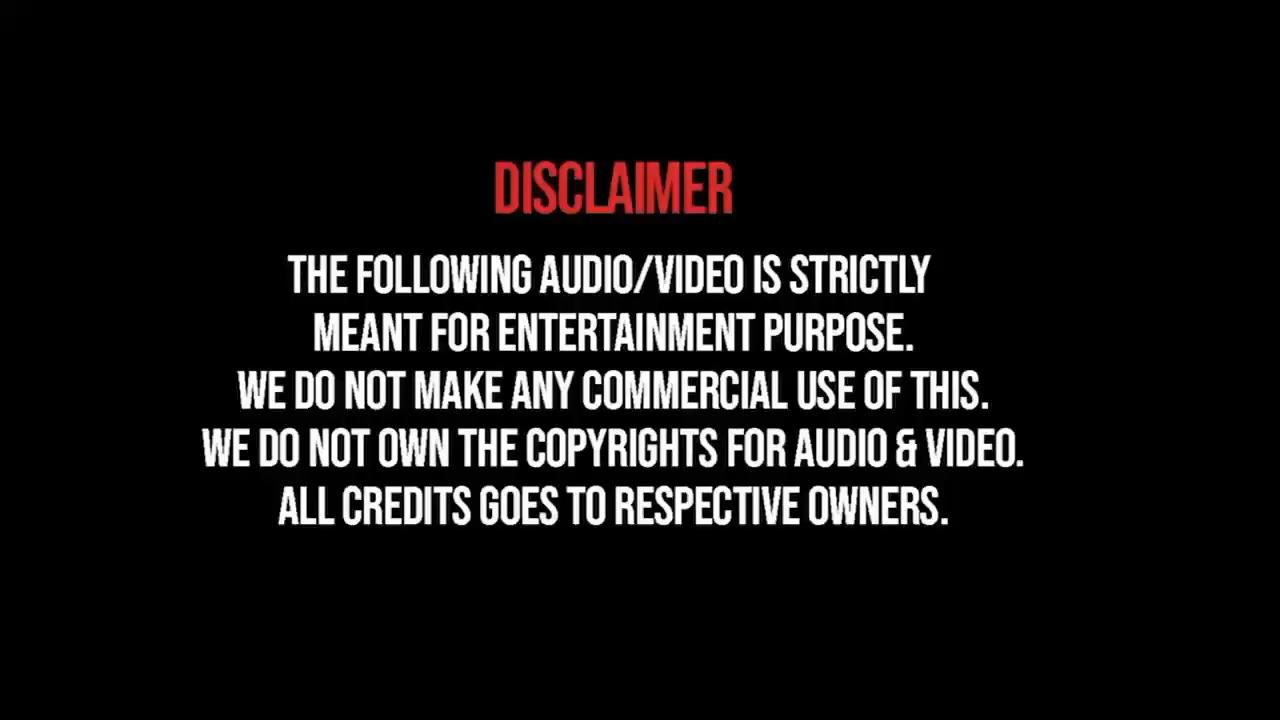 DISCLAIMER
THE FOLLOWING AUDIO/VIDEO IS STRICTLY
MEANT FOR ENTERTAINMENT PURPOSE.
WE DO NOT MAKE ANY COMMERCIAL USE OF THIS.
WE DO NOT OWN THE COPYRIGHTS FOR AUDIO & VIDEO.
ALL CREDITS GOES TO RESPECTIVE OWNERS.